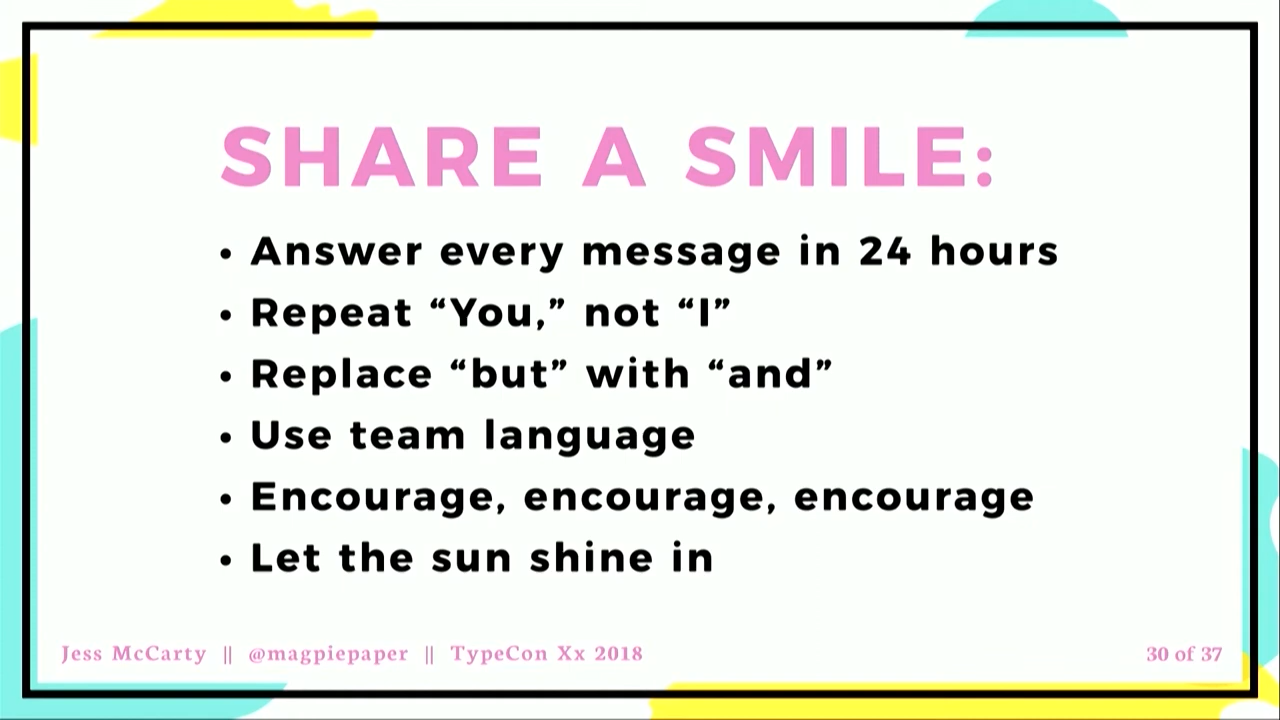 SHARE A SMILE:
• Answer every message in 24 hours
• Repeat “You,” not “I”
• Replace “but” with “and”
• Use team language
• Encourage, encourage, encourage
• Let the sun shine in
Jess McCarty || @magpiepaper || TypeCon Xx 2018
30 of 37